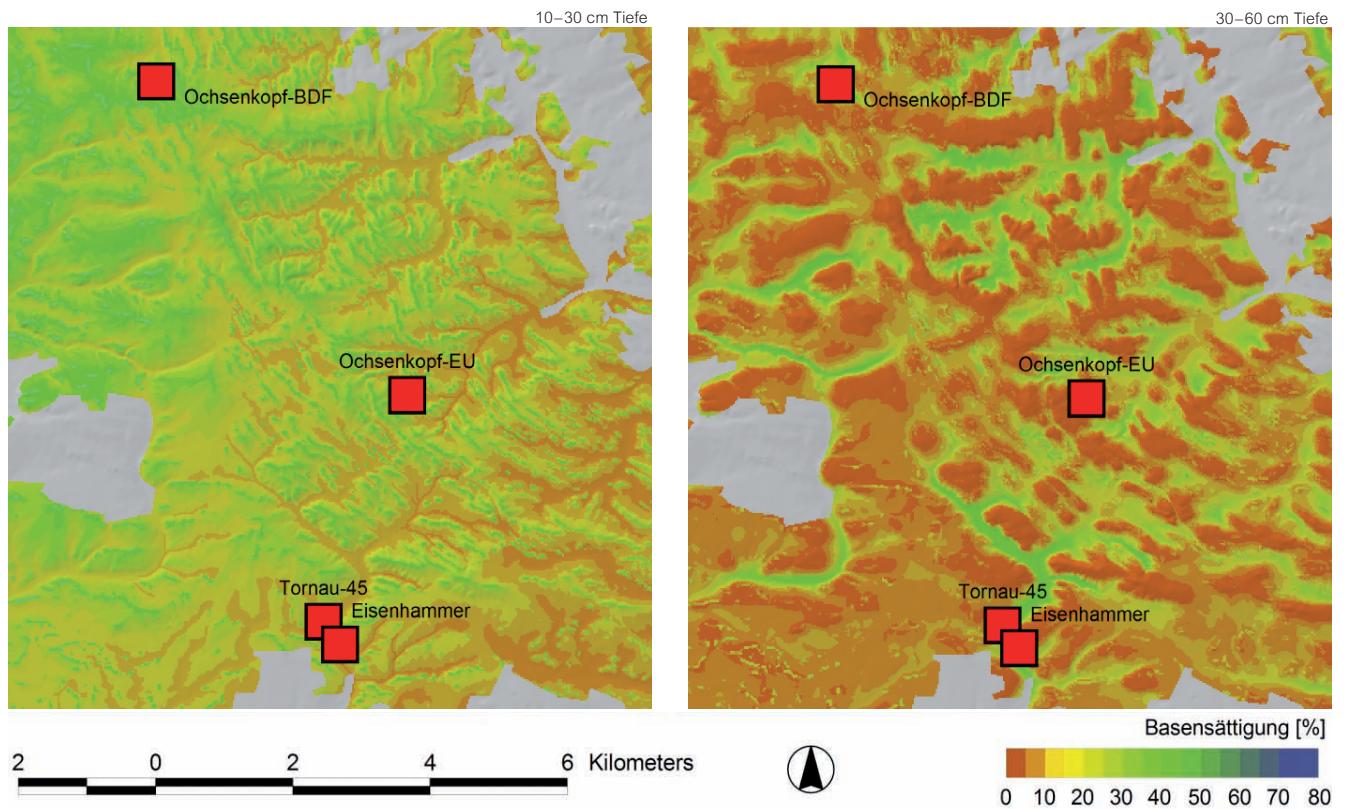 10–30 cm Tiefe
30–60 cm Tiefe
Ochsenkopf-BDF
Ochsenkopf-BDF
Ochsenkopf-EU
Ochsenkopf-EU
Tornau-45
Eisenhammer
Tornau-45
Eisenhammer
Basensättigung [%]
2 0 2 4 6 Kilometers
0 10 20 30 40 50 60 70 80